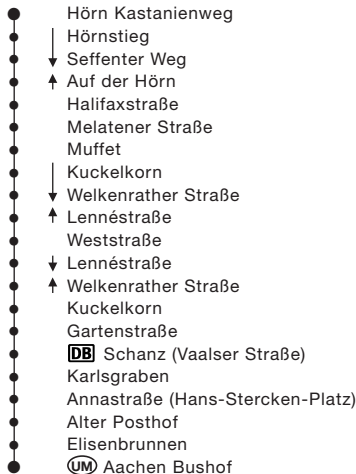 Hörn Kastanienweg
Hörnstieg
Seffenter Weg
Auf der Hörn
Halifaxstraße
Melatener Straße
Muffet
Kuckelkorn
Welkenrather Straße
Lennéstraße
Weststraße
Lennéstraße
Welkenrather Straße
Kuckelkorn
Gartenstraße
DB Schanz (Vaalser Straße)
Karlsgraben
Annastraße (Hans-Stercken-Platz)
Alter Posthof
Elisenbrunnen
UM Aachen Bushof